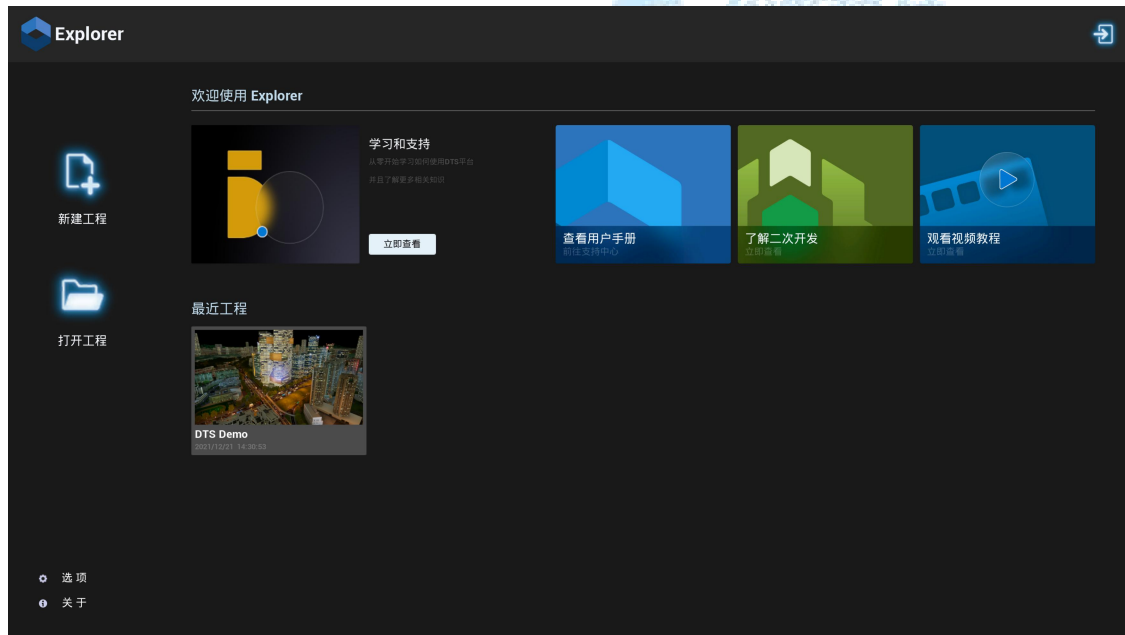 Explorer
欢迎使用 Explorer
新建工程
打开工程
学习和支持
从零开始学习如何使用DTS平台
并且了解更多相关知识
立即查看
查看用户手册
前往支持中心
了解二次开发
立即查看
观看视频教程
立即查看
最近工程
DTS Demo
2021/12/21 14:30:53
选项
关于